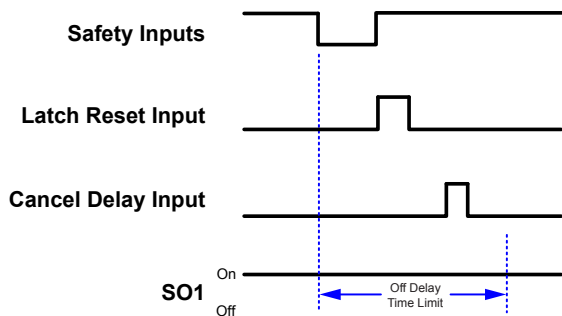 Safety Inputs
Latch Reset Input
Cancel Delay Input
On
SO1
Off
Off Delay
Time Limit